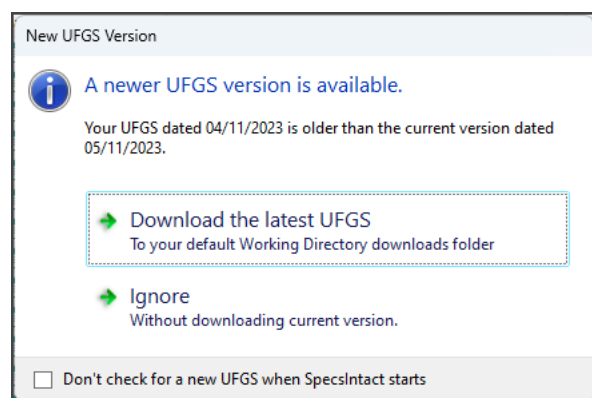 New UFGS Version
A newer UFGS version is available.
Your UFGS dated 04/11/2023 is older than the current version dated
05/11/2023.
Download the latest UFGS
To your default Working Directory downloads folder
Ignore
Without downloading current version.
Don't check for a new UFGS when SpecsIntact starts